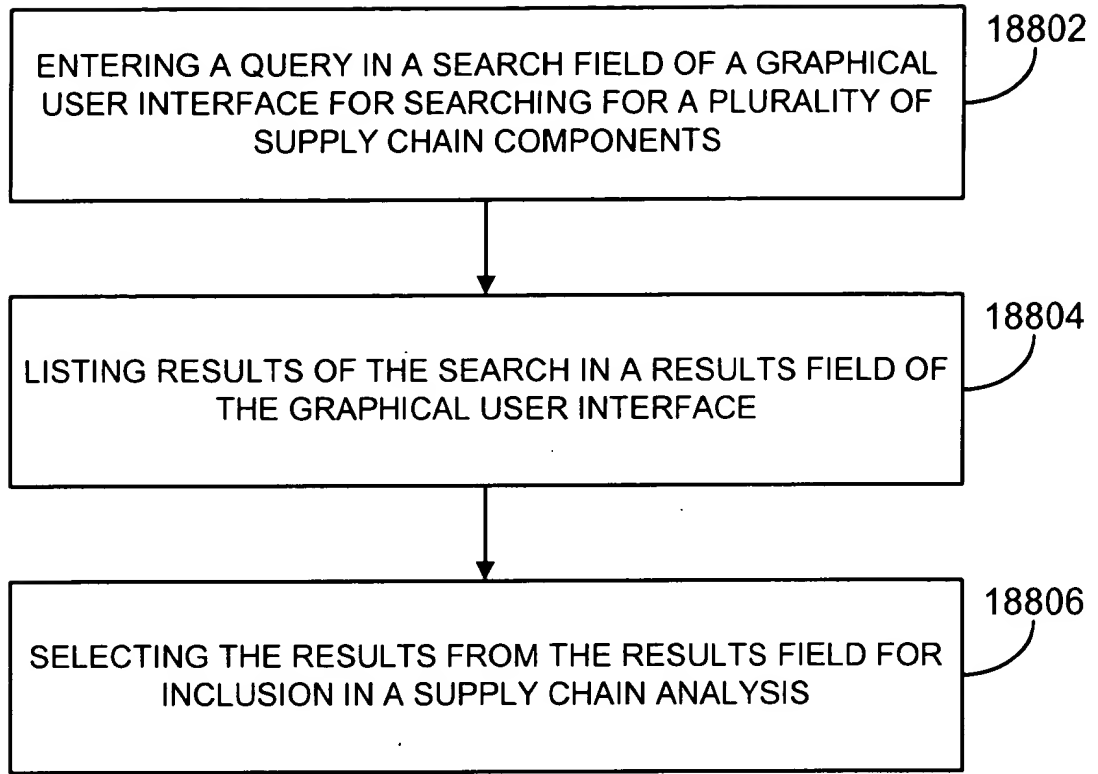 18802
ENTERING A QUERY IN A SEARCH FIELD OF A GRAPHICAL
USER INTERFACE FOR SEARCHING FOR A PLURALITY OF
SUPPLY CHAIN COMPONENTS
18804
LISTING RESULTS OF THE SEARCH IN A RESULTS FIELD OF
THE GRAPHICAL USER INTERFACE
18806
SELECTING THE RESULTS FROM THE RESULTS FIELD FOR
INCLUSION IN A SUPPLY CHAIN ANALYSIS